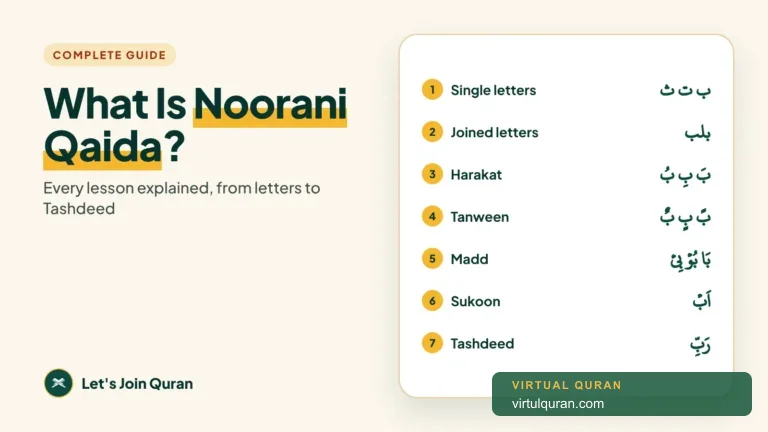 COMPLETE GUIDE
What Is Noorani
Qaida?
Every lesson explained, from letters to
Tashdeed
1 Single letters ب ت ث
2 Joined letters بلب
3 Harakat بَ بِ بُ
4 Tanween بً بٍ بٌ
5 Madd بَا بُوْ بِيْ
6 Sukoon اَبْ
7 Tashdeed رَبِّ
Let's Join Quran
VIRTUAL QURAN
virtulquran.com